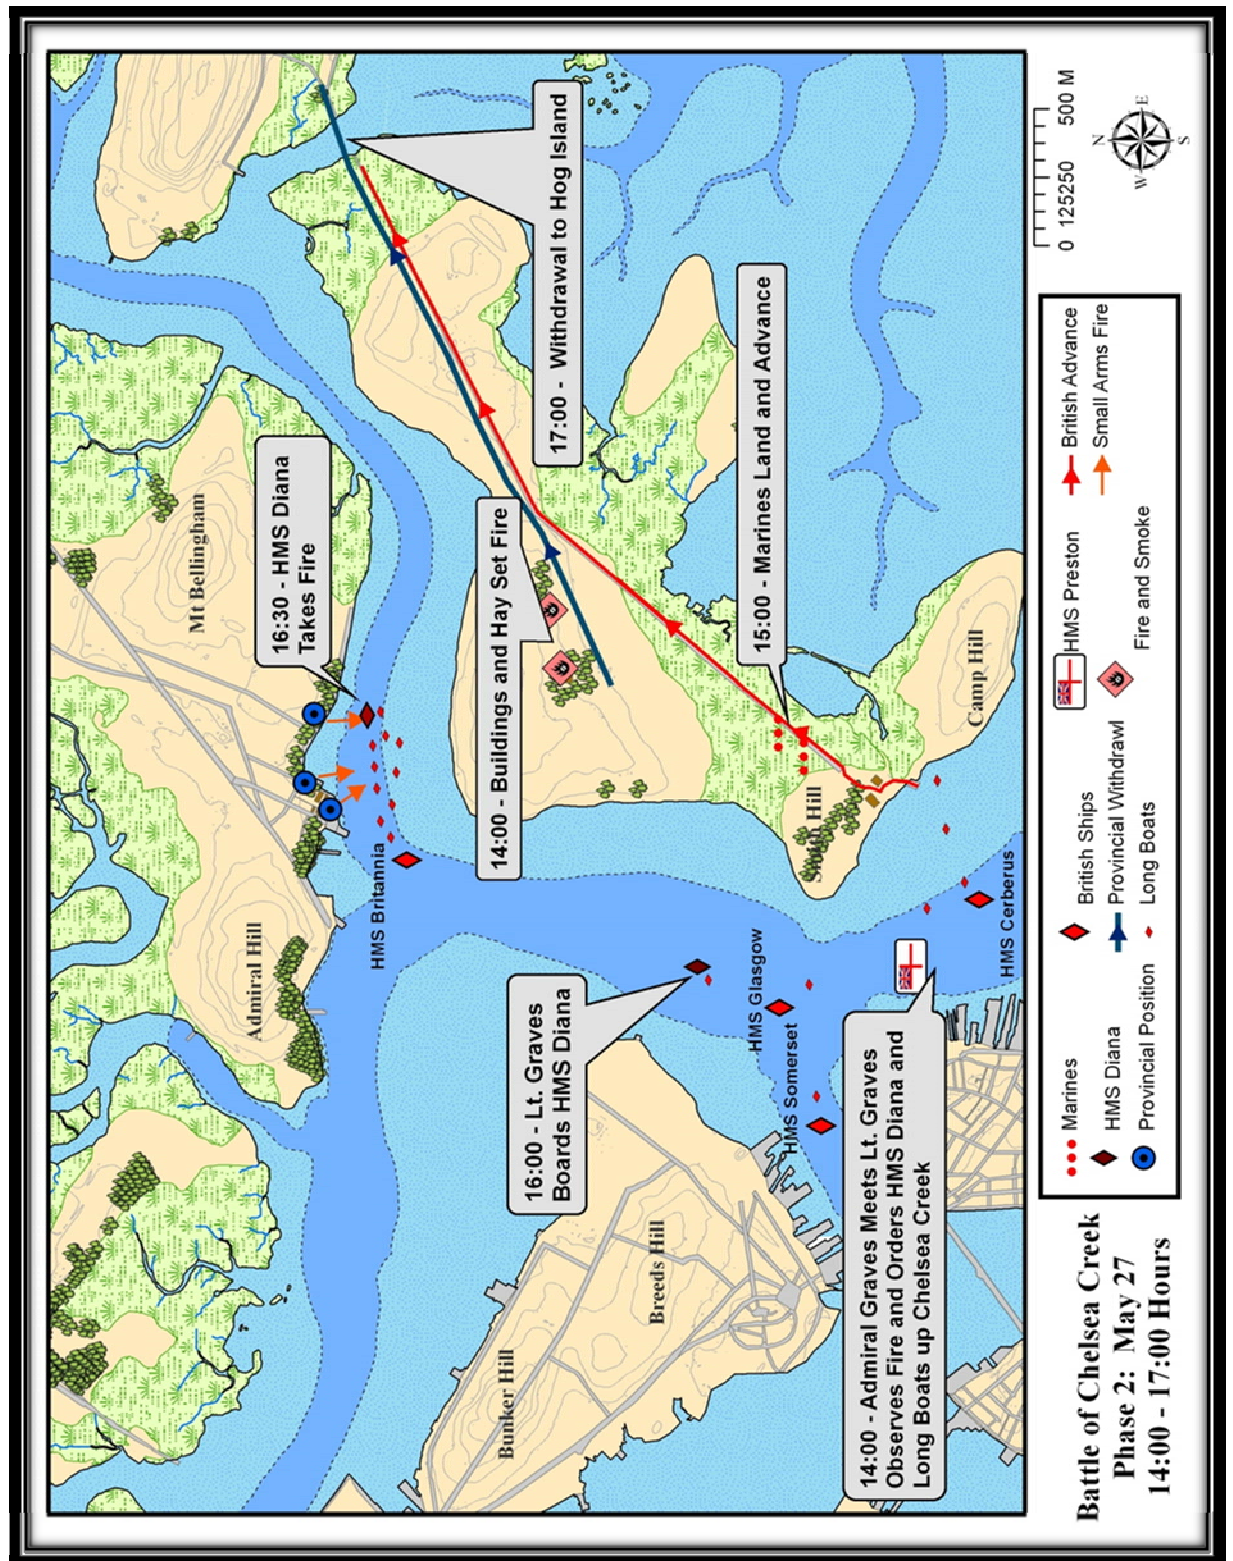 17:00 - Withdrawal to Hog Island
Mt Bellingham
16:30 - HMS Diana
Takes Fire
14:00 - Buildings and Hay Set Fire
15:00 - Marines Land and Advance
Camp Hill
Hill
HMS Britannia
Admiral Hill
HMS Cerberus
16:00 - Lt. Graves
Boards HMS Diana
HMS Glasgow
HMS Somerset
Breeds Hill
Bunker Hill
14:00 - Admiral Graves Meets Lt. Graves
Observes Fire and Orders HMS Diana and
Long Boats up Chelsea Creek
Battle of Chelsea Creek
Phase 2: May 27
14:00 - 17:00 Hours
Marines
HMS Diana
Provincial Position
British Ships
Provincial Withdrawl
Long Boats
HMS Preston
Fire and Smoke
British Advance
Small Arms Fire
0 125250 500 M
N
E
S
W